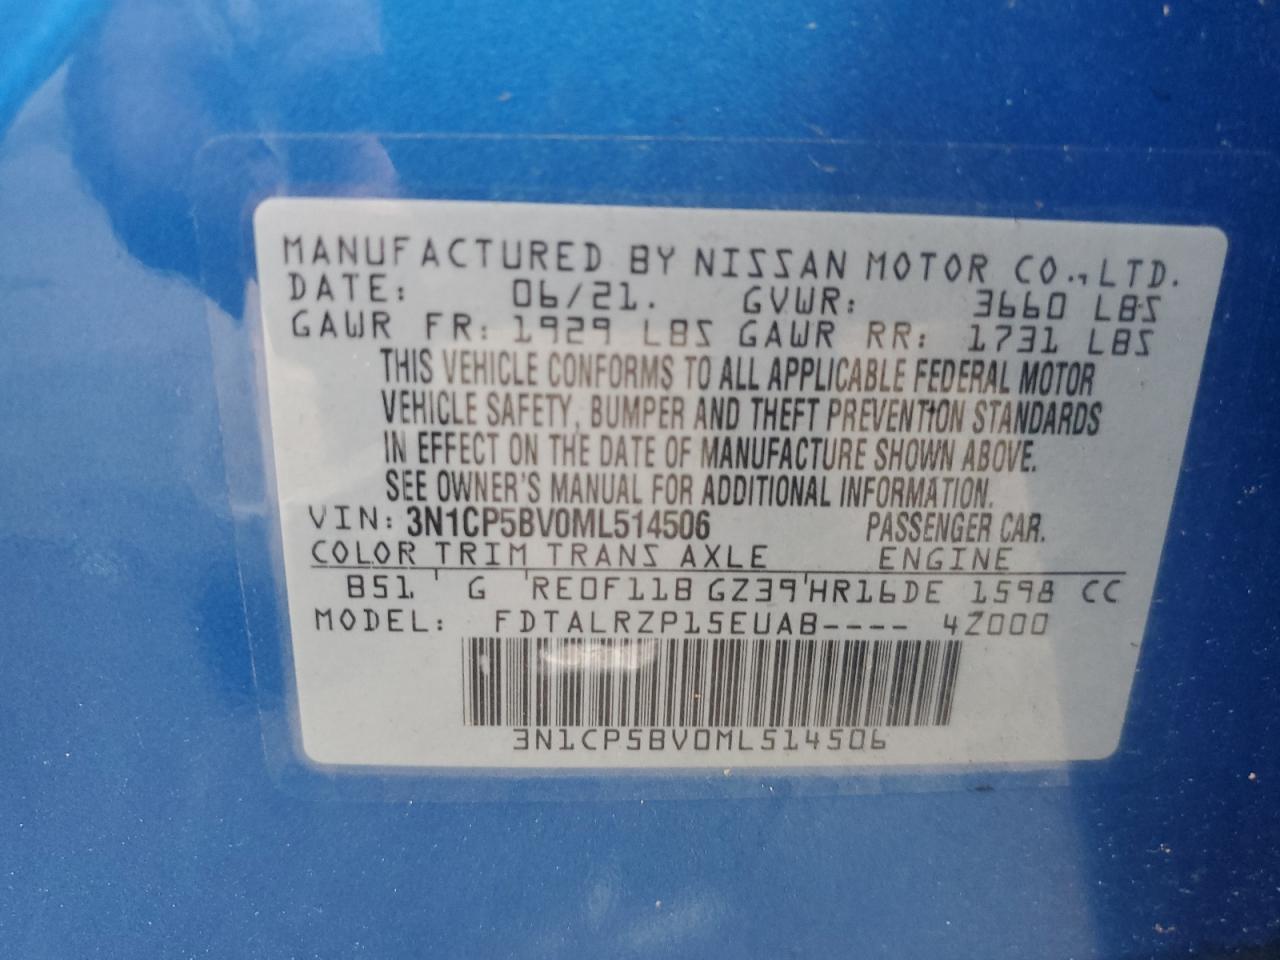 MANUFACTURED BY NISSAN MOTOR CO., LTD.
DATE: 06/21. GVWR: 3660 LBS
GAWR FR: 1929 LBS GAWR RR: 1731 LBS
THIS VEHICLE CONFORMS TO ALL APPLICABLE FEDERAL MOTOR
VEHICLE SAFETY, BUMPER AND THEFT PREVENTION STANDARDS
IN EFFECT ON THE DATE OF MANUFACTURE SHOWN ABOVE.
SEE OWNER'S MANUAL FOR ADDITIONAL INFORMATION.
VIN: 3N1CP5BV0ML514506 PASSENGER CAR.
COLOR TRIM TRANS AXLE ENGINE
B51 G RE0F11B GZ39 HR16DE 1598 CC
MODEL: FDTALRZP15EUAB---- 4Z000
3N1CP5BV0ML514506